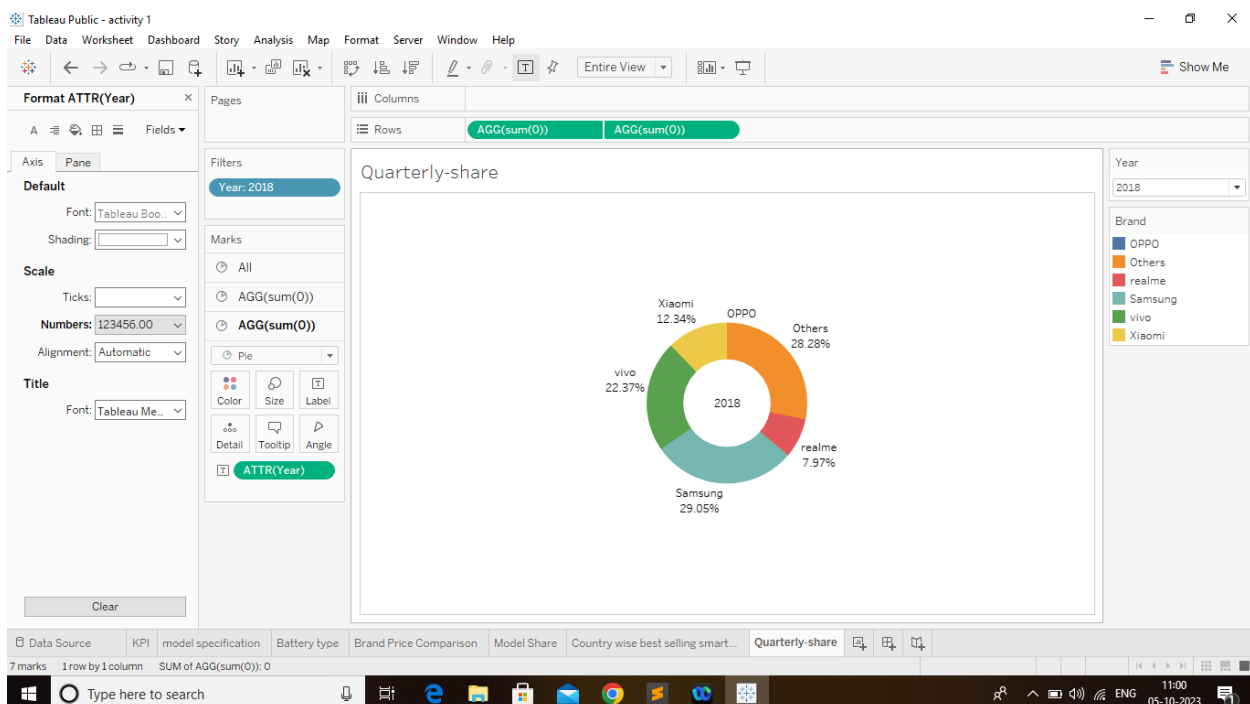 Tableau Public - activity 1
File Data Worksheet Dashboard Story Analysis Map Format Server Window Help
Entire View
Show Me
Format ATTR(Year)
Fields
Axis Pane
Default
Font: Tableau Boo..
Shading:
Scale
Ticks:
Numbers: 123456.00
Alignment: Automatic
Title
Font: Tableau Me..
Clear
Pages
Filters
Year: 2018
Marks
All
AGG(sum(0))
AGG(sum(0))
Pie
Color Size Label
Detail Tooltip Angle
ATTR(Year)
Columns
Rows AGG(sum(0)) AGG(sum(0))
Quarterly-share
Xiaomi
12.34%
OPPO
Others
28.28%
vivo
22.37%
2018
realme
7.97%
Samsung
29.05%
Year
2018
Brand
OPPO
Others
realme
Samsung
vivo
Xiaomi
Data Source KPI model specification Battery type Brand Price Comparison Model Share Country wise best selling smart... Quarterly-share
7 marks 1 row by 1 column SUM of AGG(sum(0)): 0
Type here to search
ENG
11:00
05-10-2023